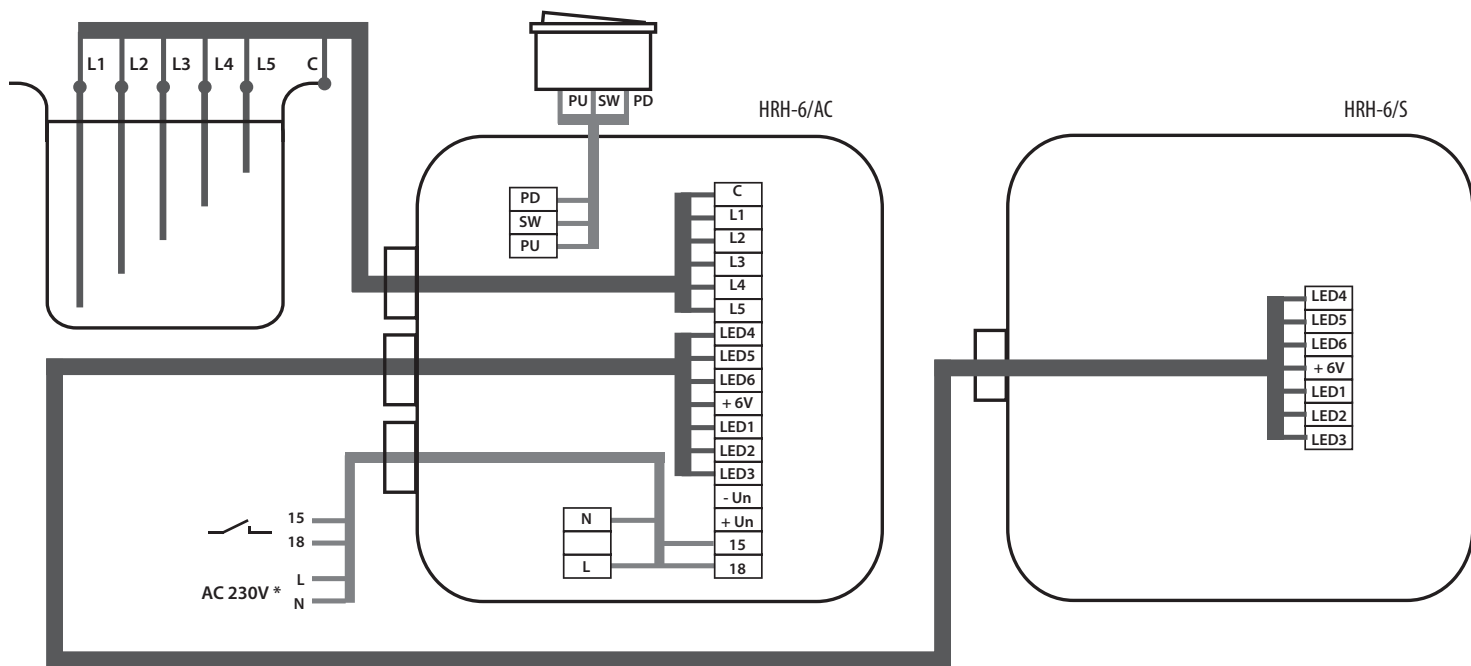 L1 L2 L3 L4 L5 C
PU SW PD
HRH-6/AC
HRH-6/S
PD
SW
PU
C
L1
L2
L3
L4
L5
LED4
LED5
LED6
+ 6V
LED1
LED2
LED3
- Un
+ Un
15
18
N
L
15
18
L
AC 230V *
N
LED4
LED5
LED6
+ 6V
LED1
LED2
LED3